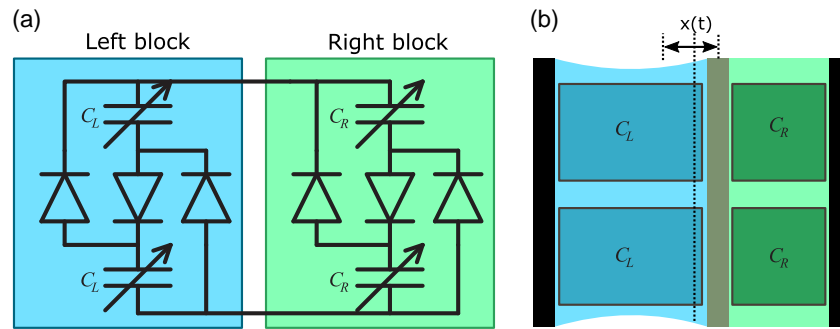 (a)
Left block
Right block
C_L
C_R
C_L
C_R
(b)
x(t)
C_L
C_R
C_L
C_R